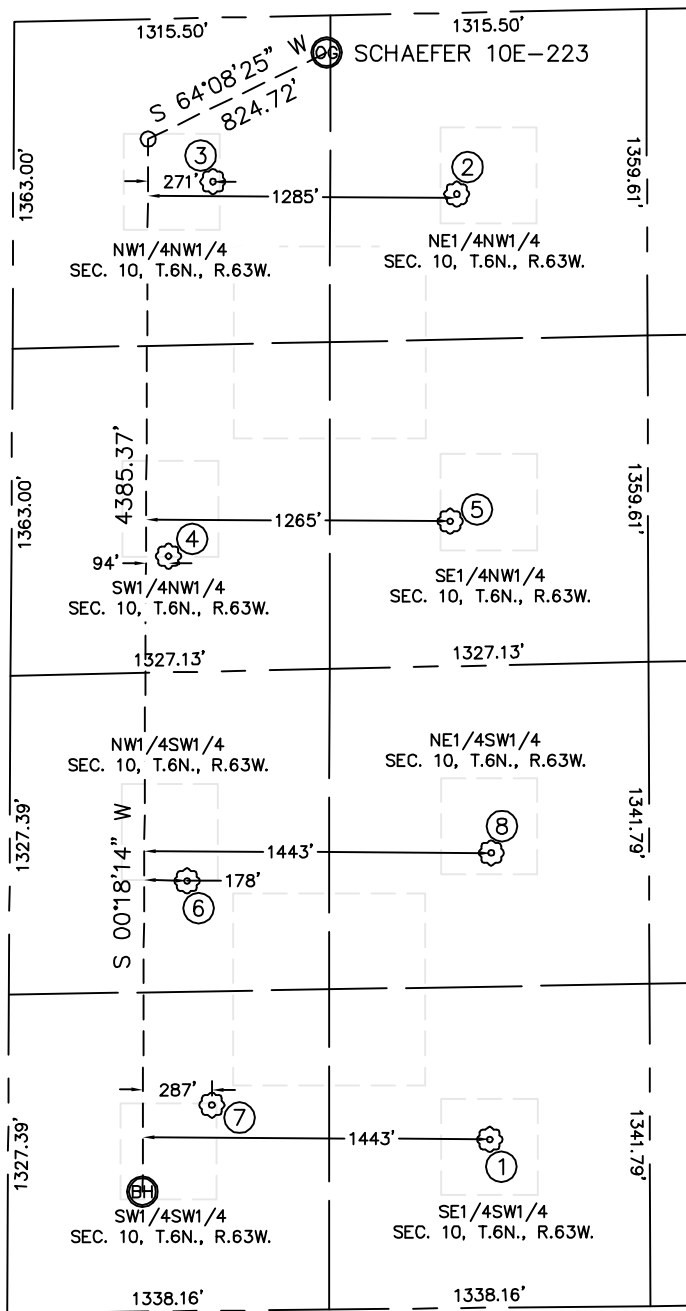 1315.50'
1315.50'
OG SCHAEFER 10E-223
S 64°08'25" W
824.72'
1363.00'
1359.61'
3
2
271'
1285'
NW1/4NW1/4
SEC. 10, T.6N., R.63W.
NE1/4NW1/4
SEC. 10, T.6N., R.63W.
4385.37'
1363.00'
1359.61'
5
1265'
4
94'
SW1/4NW1/4
SEC. 10, T.6N., R.63W.
SE1/4NW1/4
SEC. 10, T.6N., R.63W.
1327.13'
1327.13'
NW1/4SW1/4
SEC. 10, T.6N., R.63W.
NE1/4SW1/4
SEC. 10, T.6N., R.63W.
1327.39'
1341.79'
S 00°18'14" W
8
1443'
178'
6
287'
7
1443'
1
1327.39'
1341.79'
BH
SW1/4SW1/4
SEC. 10, T.6N., R.63W.
SE1/4SW1/4
SEC. 10, T.6N., R.63W.
1338.16'
1338.16'